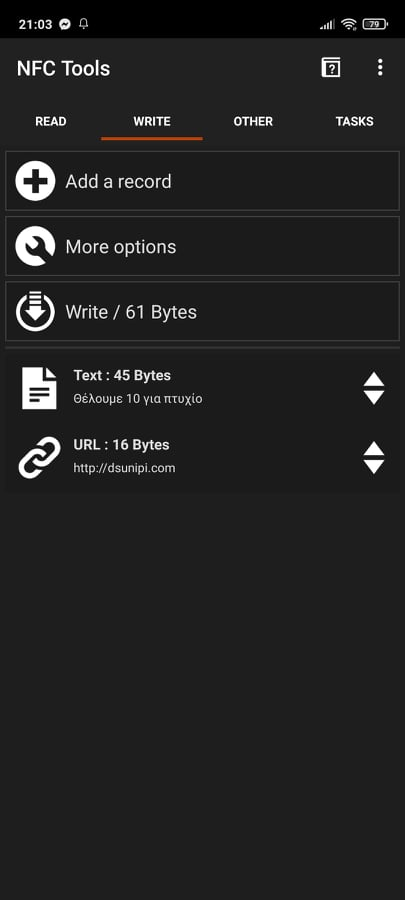 21:03
79
NFC Tools
READ WRITE OTHER TASKS
Add a record
More options
Write / 61 Bytes
Text : 45 Bytes
Θέλουμε 10 για πτυχίο
URL : 16 Bytes
http://dsunipi.com